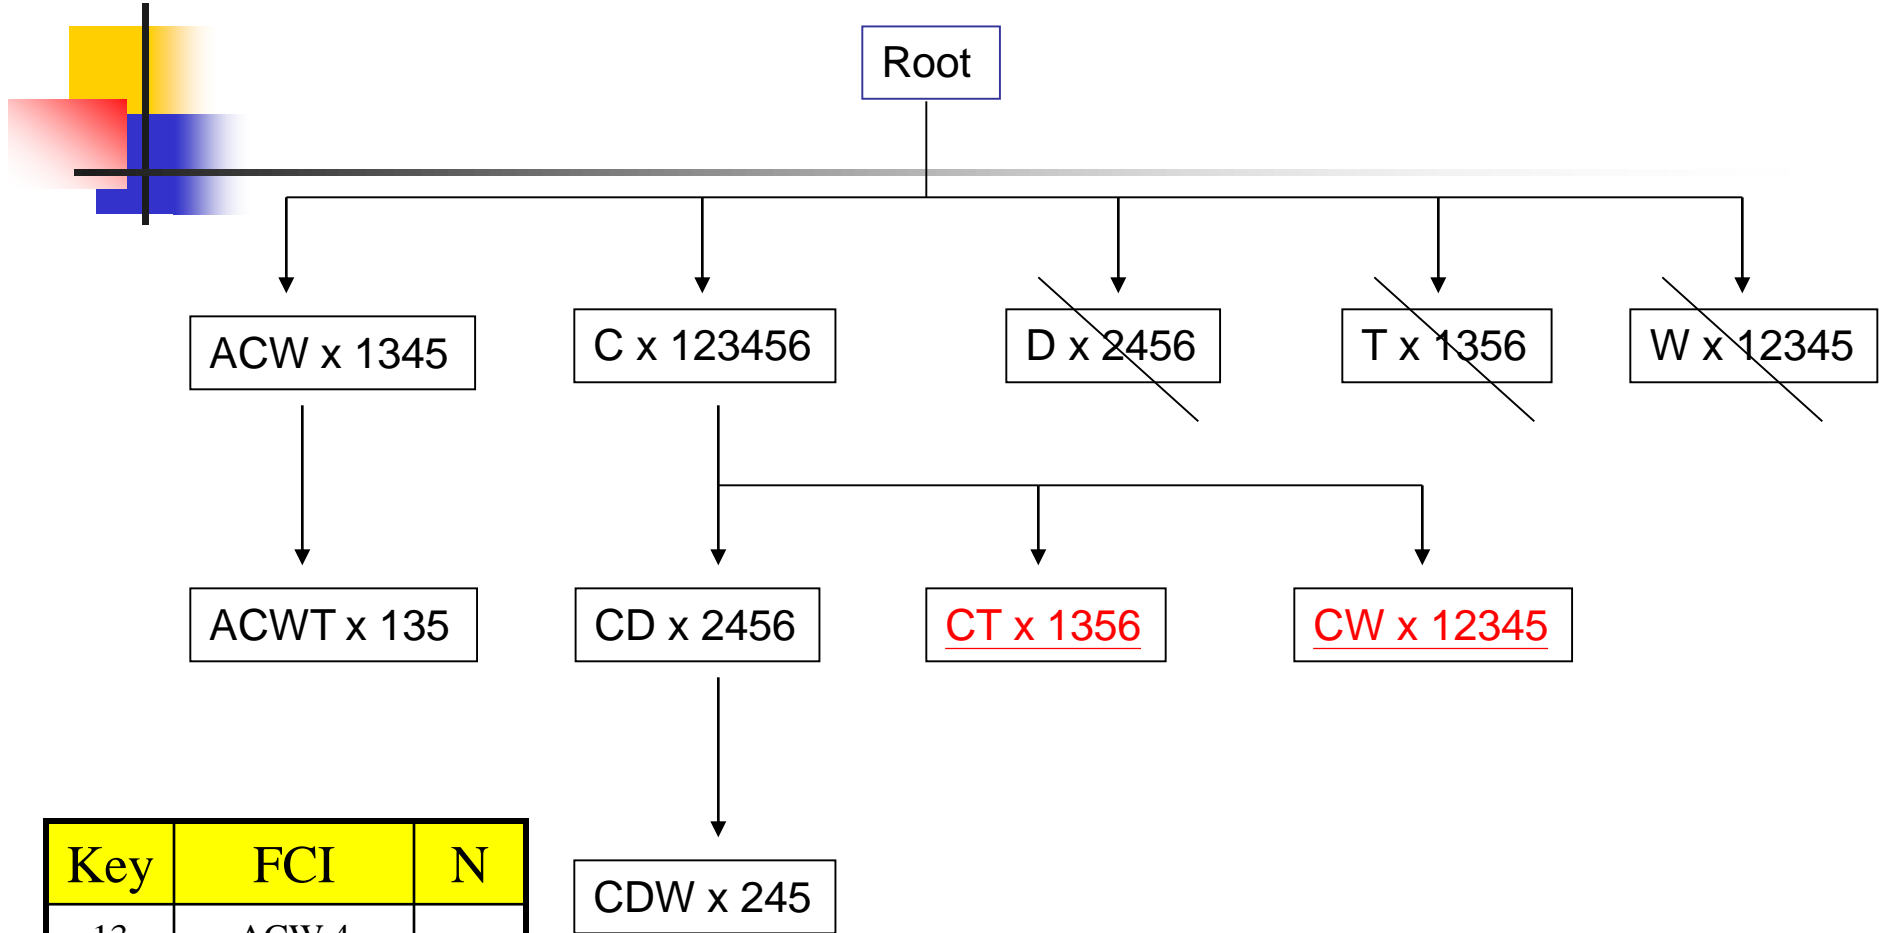 Root
ACW x 1345
C x 123456
D x 2456
T x 1356
W x 12345
ACWT x 135
CD x 2456
CT x 1356
CW x 12345
CDW x 245
Key FCI N